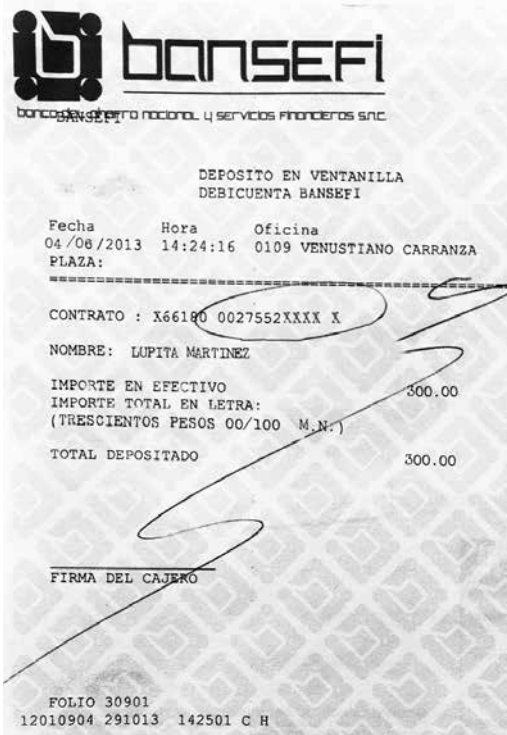 bansefi
banco del ahorro nacional y servicios financieros s.n.c.
BANSEFI
DEPOSITO EN VENTANILLA
DEBICUENTA BANSEFI
Fecha Hora Oficina
04/06/2013 14:24:16 0109 VENUSTIANO CARRANZA
PLAZA:
CONTRATO : X66180 0027552XXXX X
NOMBRE: LUPITA MARTINEZ
IMPORTE EN EFECTIVO 300.00
IMPORTE TOTAL EN LETRA:
(TRESCIENTOS PESOS 00/100 M.N.)
TOTAL DEPOSITADO 300.00
FIRMA DEL CAJERO
FOLIO 30901
12010904 291013 142501 C H